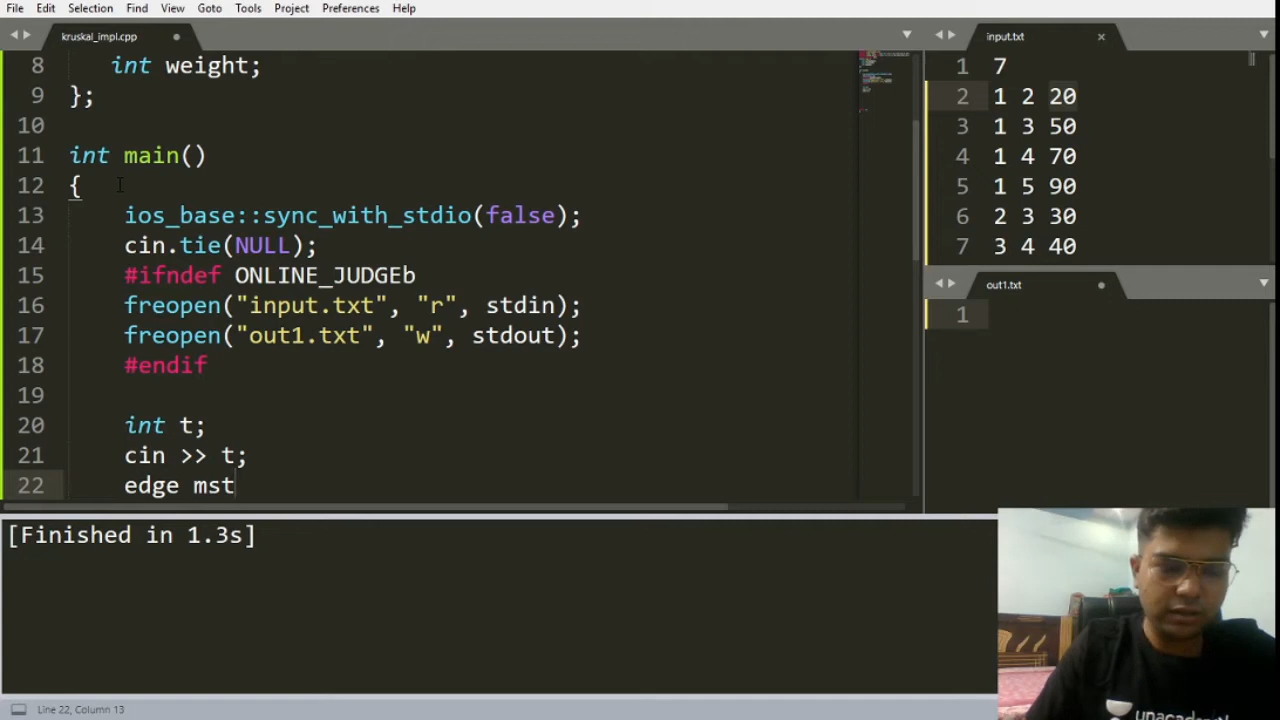 File Edit Selection Find View Goto Tools Project Preferences Help
kruskal_impl.cpp
8 int weight;
9 };
10
11 int main()
12 {
13 ios_base::sync_with_stdio(false);
14 cin.tie(NULL);
15 #ifndef ONLINE_JUDGEb
16 freopen("input.txt", "r", stdin);
17 freopen("out1.txt", "w", stdout);
18 #endif
19
20 int t;
21 cin >> t;
22 edge mst
input.txt
1 7
2 1 2 20
3 1 3 50
4 1 4 70
5 1 5 90
6 2 3 30
7 3 4 40
out1.txt
1
[Finished in 1.3s]
Line 22, Column 13